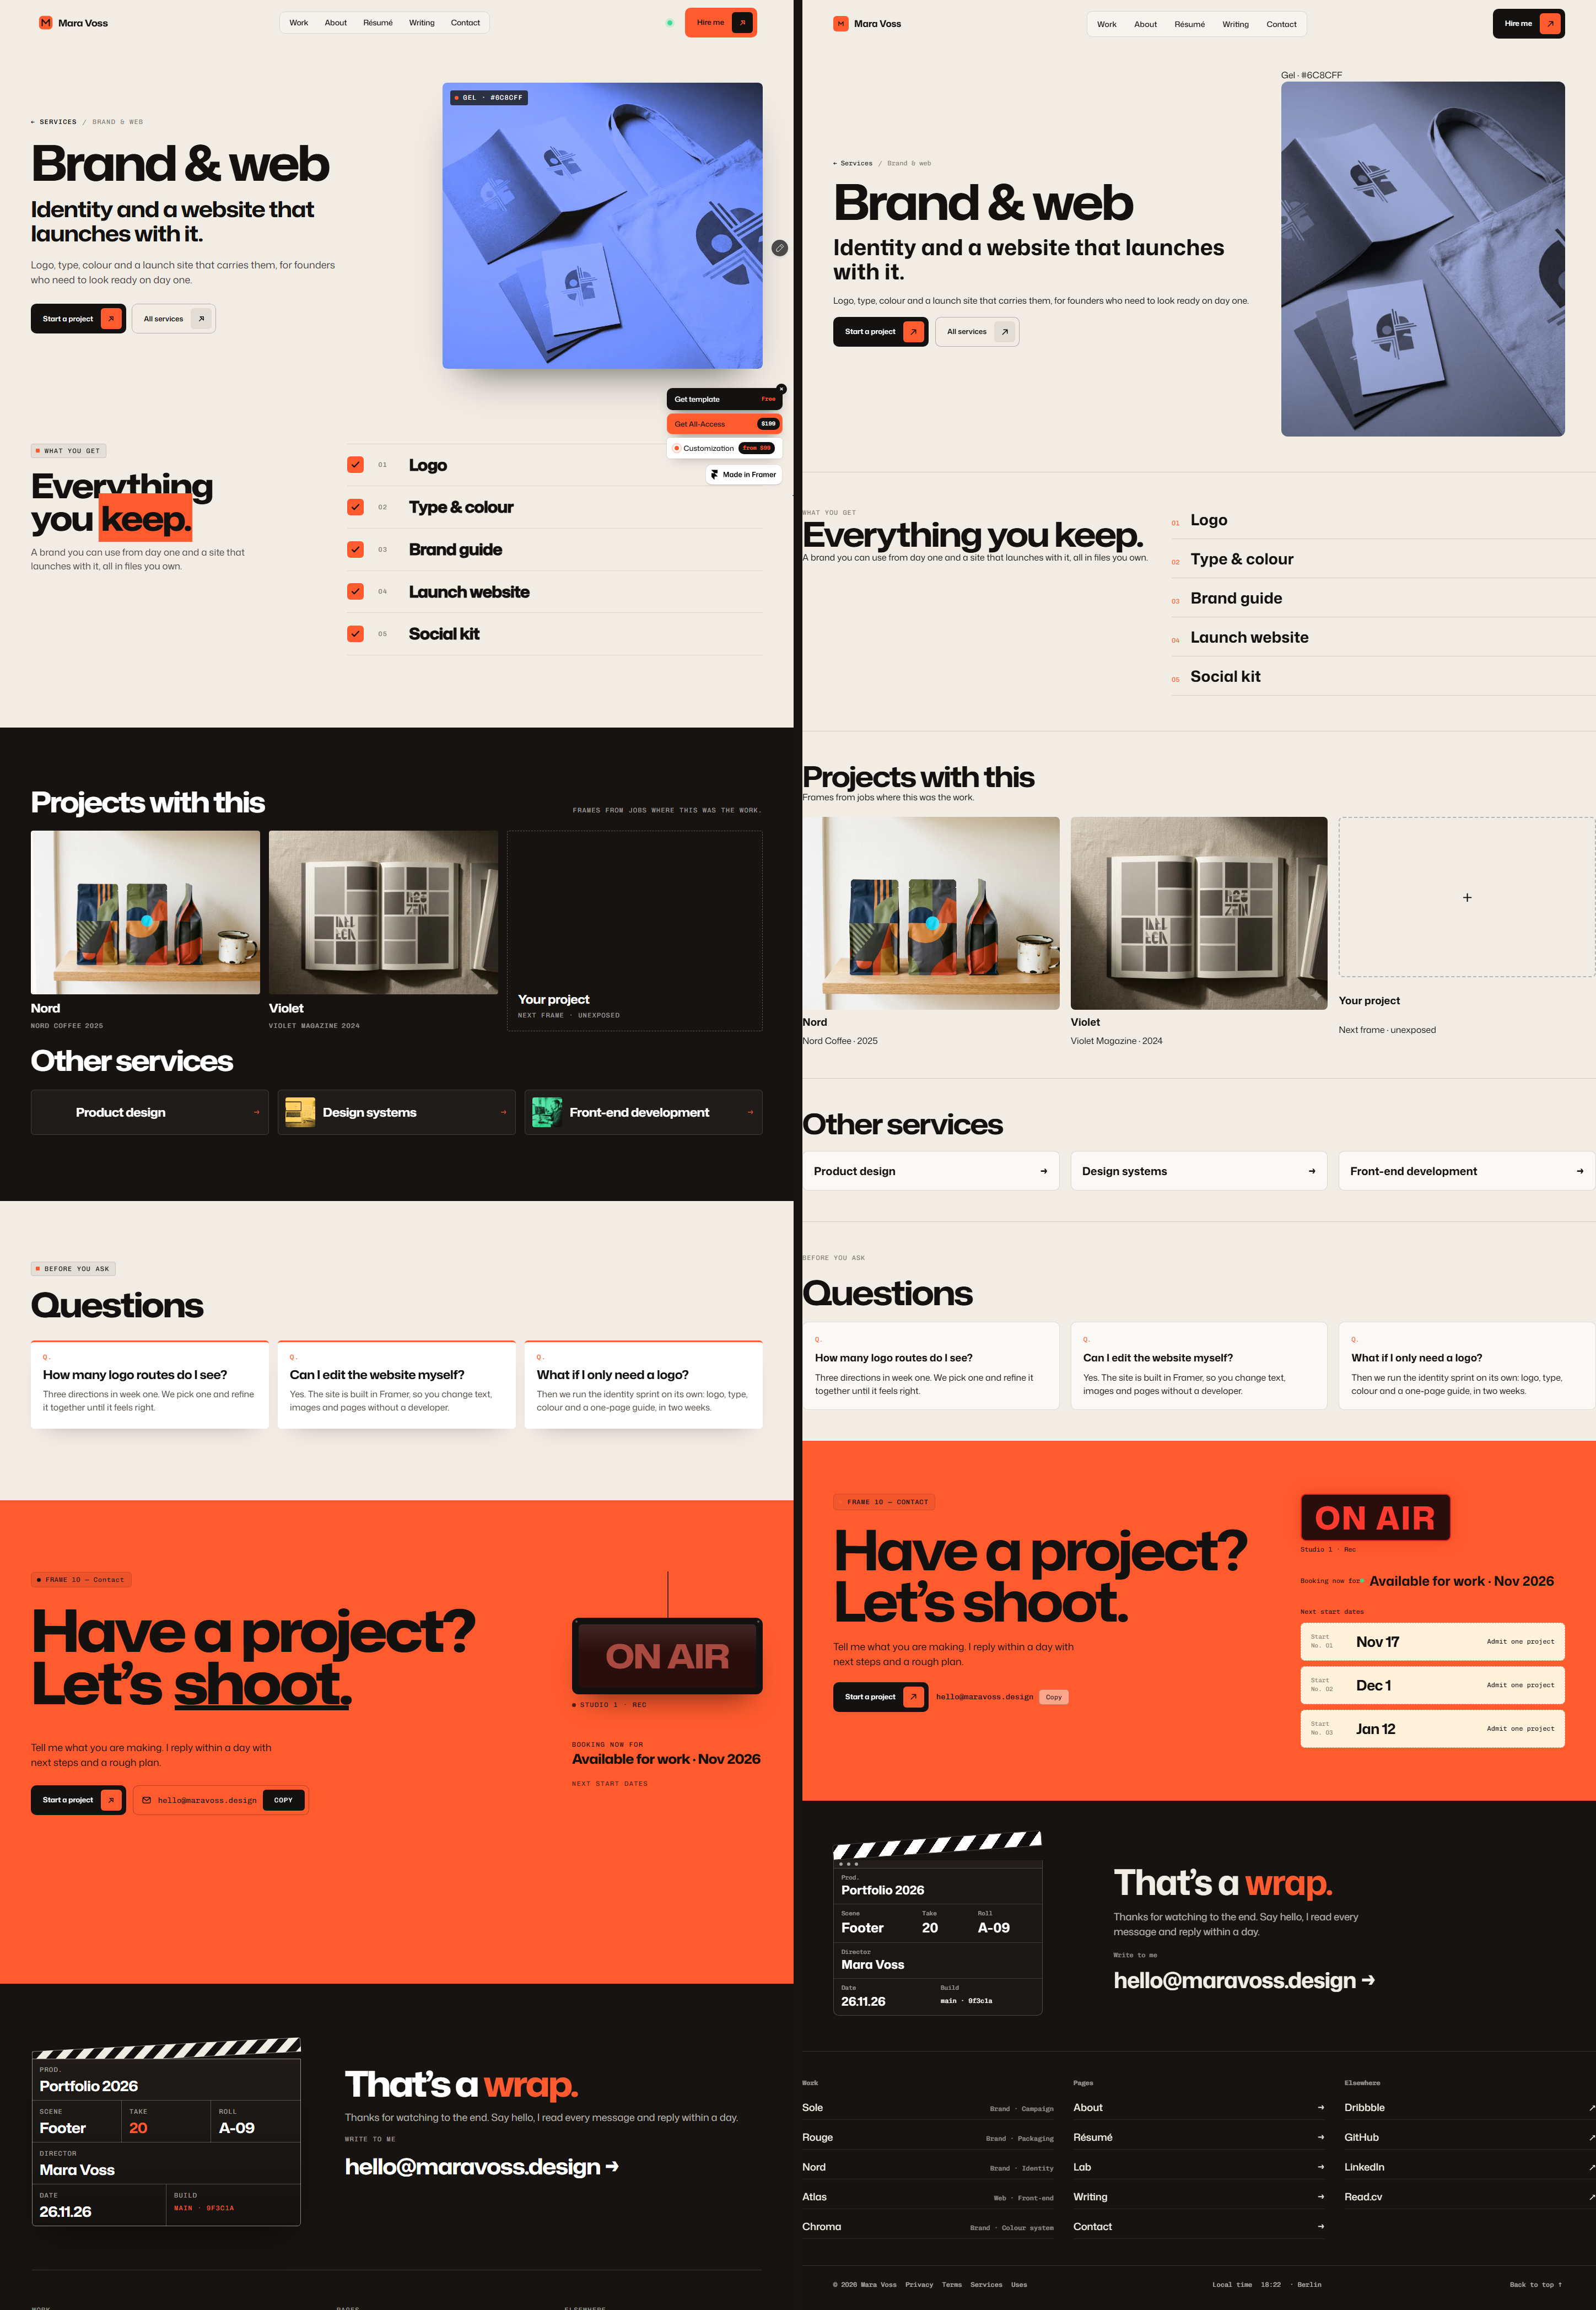 Mara Voss
Work About Résumé Writing Contact
Hire me
GEL · #6C8CFF
← SERVICES / BRAND & WEB
Brand & web
Identity and a website that
launches with it.
Logo, type, colour and a launch site that carries them, for founders
who need to look ready on day one.
Start a project
All services
Get template Free
Get All-Access $199
Customization from $99
Made in Framer
WHAT YOU GET
Everything
you keep.
A brand you can use from day one and a site that
launches with it, all in files you own.
01 Logo
02 Type & colour
03 Brand guide
04 Launch website
05 Social kit
Projects with this
FRAMES FROM JOBS WHERE THIS WAS THE WORK.
Nord
NORD COFFEE 2025
Violet
VIOLET MAGAZINE 2024
Your project
NEXT FRAME · UNEXPOSED
Other services
Product design →
Design systems →
Front-end development →
BEFORE YOU ASK
Questions
Q.
How many logo routes do I see?
Three directions in week one. We pick one and refine
it together until it feels right.
Q.
Can I edit the website myself?
Yes. The site is built in Framer, so you change text,
images and pages without a developer.
Q.
What if I only need a logo?
Then we run the identity sprint on its own: logo, type,
colour and a one-page guide, in two weeks.
FRAME 10 — Contact
Have a project?
Let's shoot.
Tell me what you are making. I reply within a day with
next steps and a rough plan.
Start a project
hello@maravoss.design COPY
ON AIR
STUDIO 1 · REC
BOOKING NOW FOR
Available for work · Nov 2026
NEXT START DATES
PROD.
Portfolio 2026
SCENE TAKE ROLL
Footer 20 A-09
DIRECTOR
Mara Voss
DATE BUILD
26.11.26 MAIN · 9F3C1A
That's a wrap.
Thanks for watching to the end. Say hello, I read every message and reply within a day.
WRITE TO ME
hello@maravoss.design →
Mara Voss
Work About Résumé Writing Contact
Hire me
Gel · #6C8CFF
← Services / Brand & web
Brand & web
Identity and a website that launches
with it.
Logo, type, colour and a launch site that carries them, for founders who need to look ready on day one.
Start a project
All services
WHAT YOU GET
Everything you keep.
A brand you can use from day one and a site that launches with it, all in files you own.
01 Logo
02 Type & colour
03 Brand guide
04 Launch website
05 Social kit
Projects with this
Frames from jobs where this was the work.
Nord
Nord Coffee · 2025
Violet
Violet Magazine · 2024
+
Your project
Next frame · unexposed
Other services
Product design →
Design systems →
Front-end development →
BEFORE YOU ASK
Questions
Q.
How many logo routes do I see?
Three directions in week one. We pick one and refine it
together until it feels right.
Q.
Can I edit the website myself?
Yes. The site is built in Framer, so you change text,
images and pages without a developer.
Q.
What if I only need a logo?
Then we run the identity sprint on its own: logo, type,
colour and a one-page guide, in two weeks.
FRAME 10 — CONTACT
Have a project?
Let's shoot.
Tell me what you are making. I reply within a day with
next steps and a rough plan.
Start a project
hello@maravoss.design Copy
ON AIR
Studio 1 · Rec
Booking now for Available for work · Nov 2026
Next start dates
Start
No. 01
Nov 17
Admit one project
Start
No. 02
Dec 1
Admit one project
Start
No. 03
Jan 12
Admit one project
Prod.
Portfolio 2026
Scene Take Roll
Footer 20 A-09
Director
Mara Voss
Date Build
26.11.26 main · 9f3c1a
That's a wrap.
Thanks for watching to the end. Say hello, I read every
message and reply within a day.
Write to me
hello@maravoss.design →
Work
Sole Brand · Campaign
Rouge Brand · Packaging
Nord Brand · Identity
Atlas Web · Front-end
Chroma Brand · Colour system
Pages
About →
Résumé →
Lab →
Writing →
Contact →
Elsewhere
Dribbble ↗
GitHub ↗
LinkedIn ↗
Read.cv ↗
© 2026 Mara Voss Privacy Terms Services Uses
Local time 18:22 · Berlin
Back to top ↑